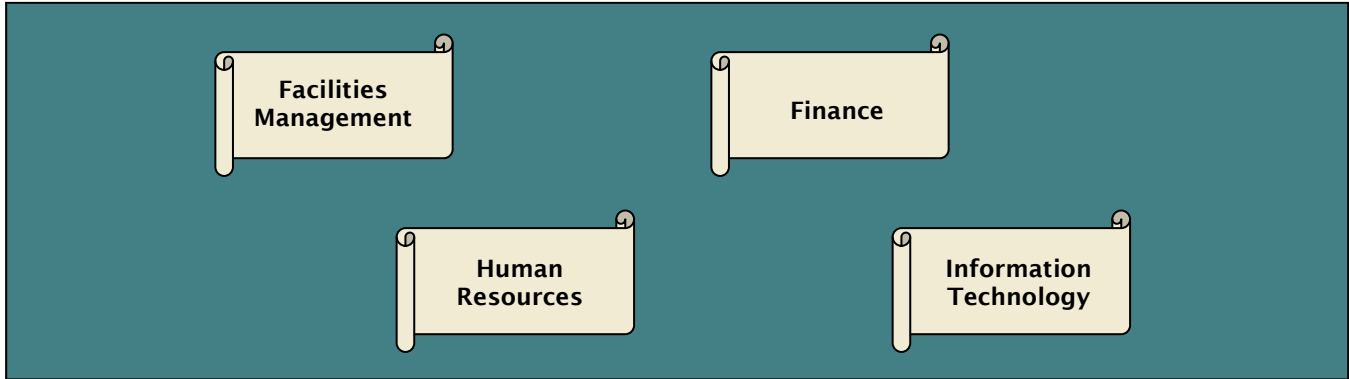 Facilities
Management
Finance
Human
Resources
Information
Technology